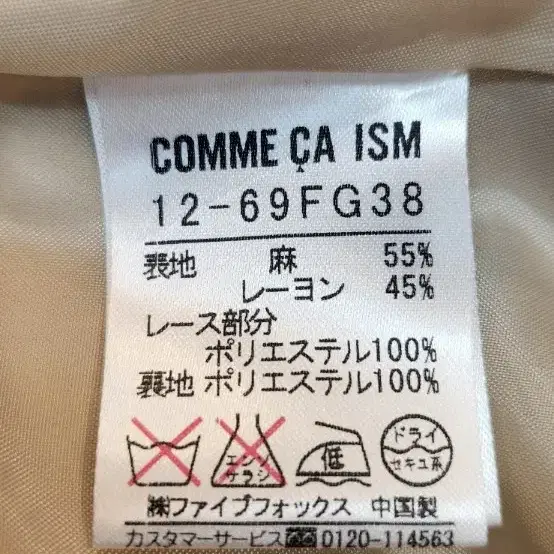 COMME ÇA ISM
12-69FG38
表地 麻 55%
レーヨン 45%
レース部分
ポリエステル100%
裏地 ポリエステル100%
エンソサラシ 低 ドライ セキユ系
㈱ファイブフォックス 中国製
カスタマーサービス 0120-114563